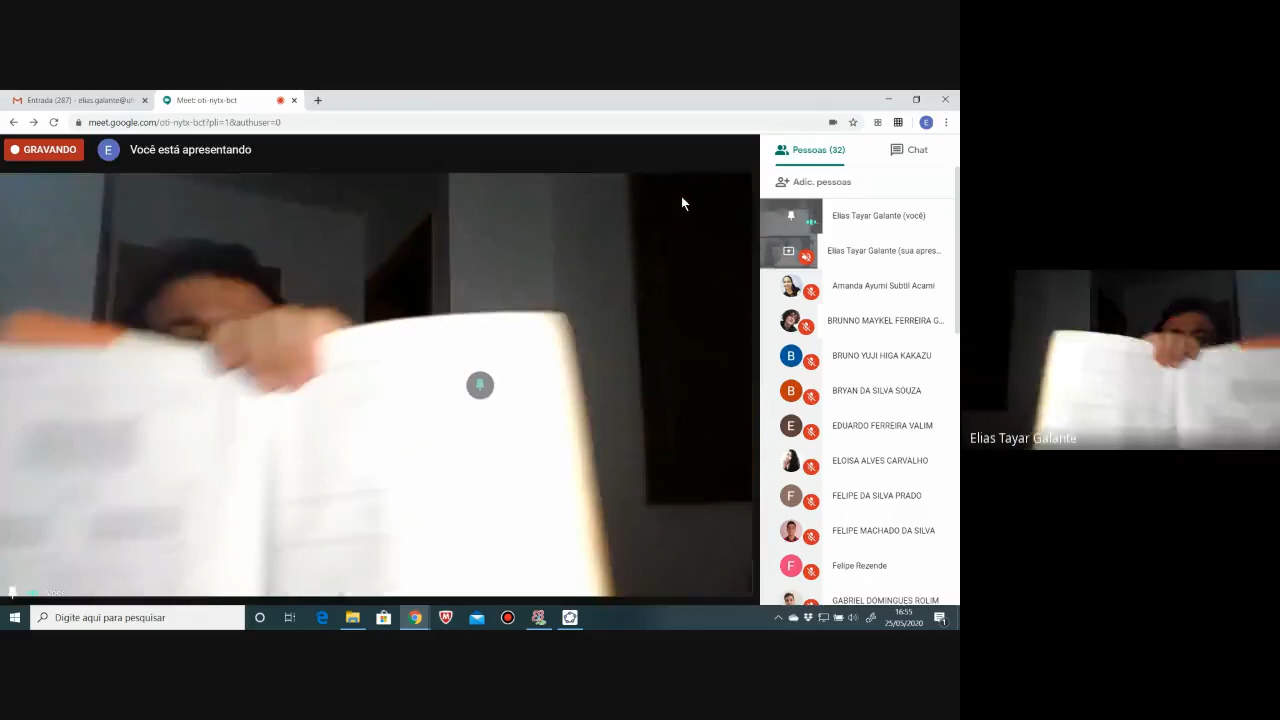 Entrada (287) - elias.galante@uf
Meet: oti-nytx-bct
meet.google.com/oti-nytx-bct?pli=1&authuser=0
GRAVANDO
E
Você está apresentando
Pessoas (32)
Chat
Adic. pessoas
Elias Tayar Galante (você)
Elias Tayar Galante (sua apres...
Amanda Ayumi Subtil Acami
BRUNNO MAYKEL FERREIRA G...
B
BRUNO YUJI HIGA KAKAZU
B
BRYAN DA SILVA SOUZA
E
EDUARDO FERREIRA VALIM
ELOISA ALVES CARVALHO
F
FELIPE DA SILVA PRADO
FELIPE MACHADO DA SILVA
F
Felipe Rezende
GABRIEL DOMINGUES ROLIM
Você
Digite aqui para pesquisar
16:55
25/05/2020
Elias Tayar Galante